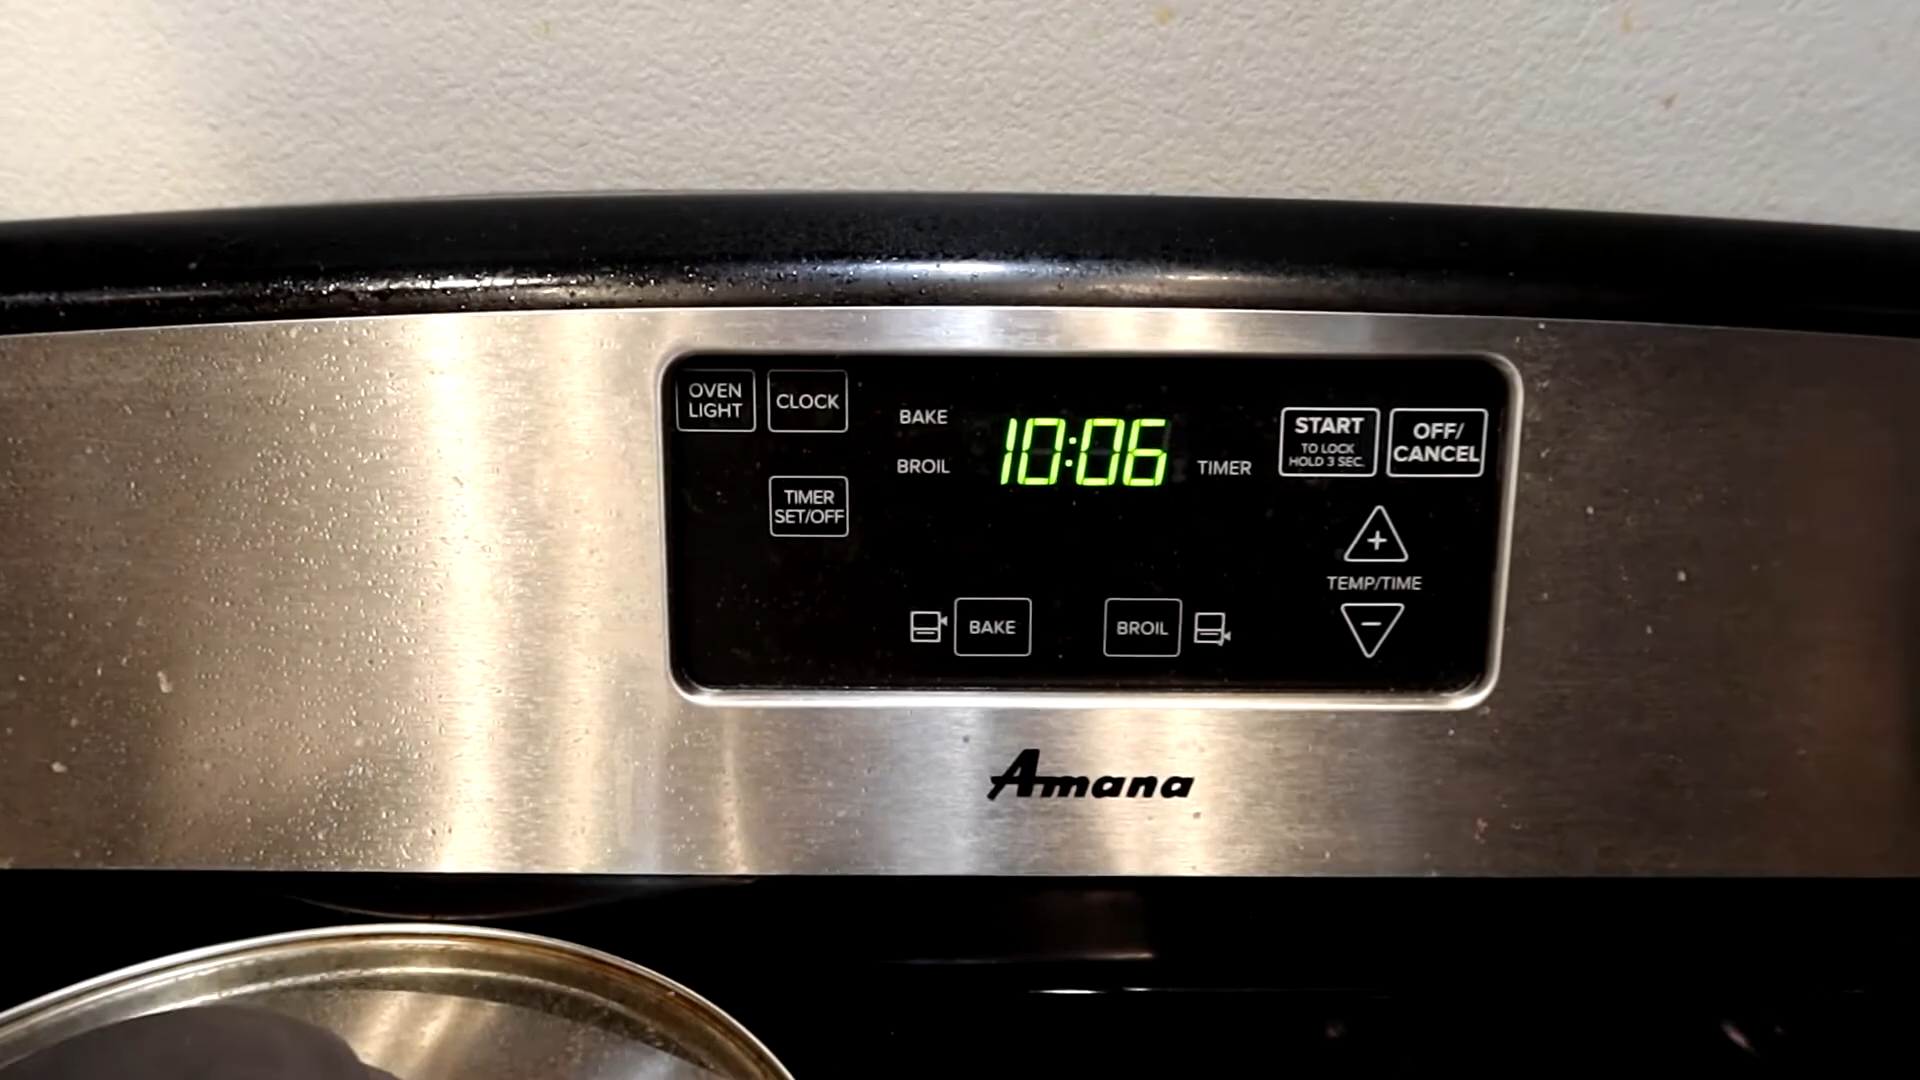 OVEN
LIGHT
CLOCK
TIMER
SET/OFF
BAKE
BROIL
10:06
TIMER
START
TO LOCK
HOLD 3 SEC.
OFF/
CANCEL
+
TEMP/TIME
−
BAKE
BROIL
Amana